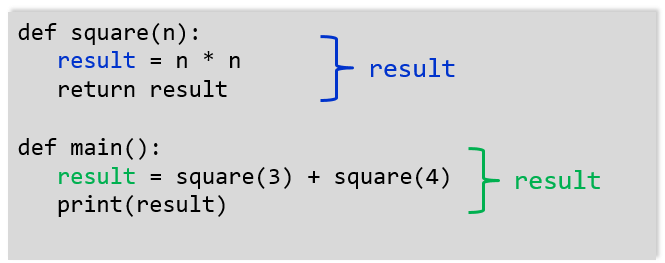 def square(n):
result = n * n
return result
result
def main():
result = square(3) + square(4)
print(result)
result